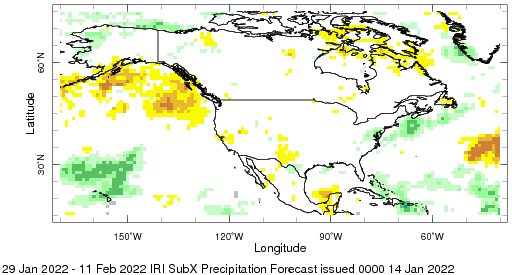 60°N
Latitude
30°N
150°W 120°W 90°W 60°W
Longitude
29 Jan 2022 - 11 Feb 2022 IRI SubX Precipitation Forecast issued 0000 14 Jan 2022